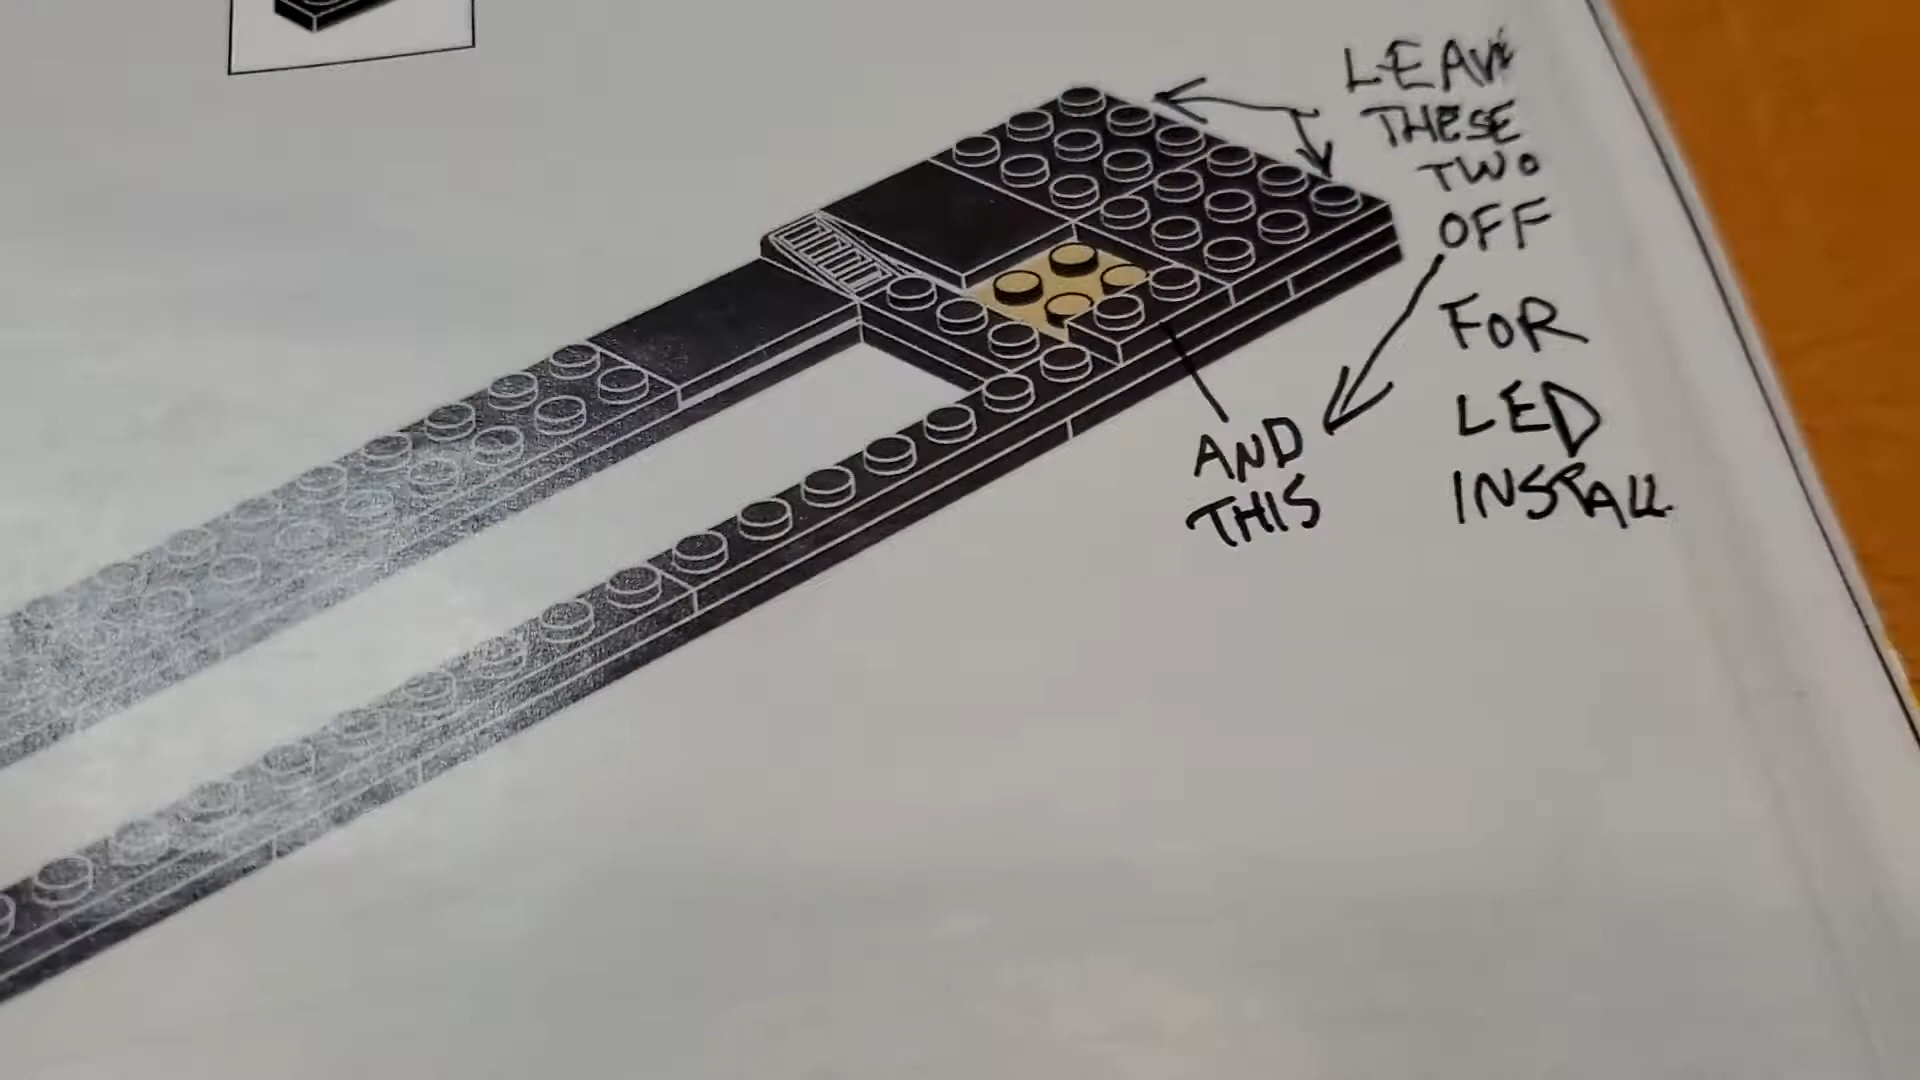 LEAVE
THESE
TWO
OFF
FOR
LED
INSTALL
AND
THIS